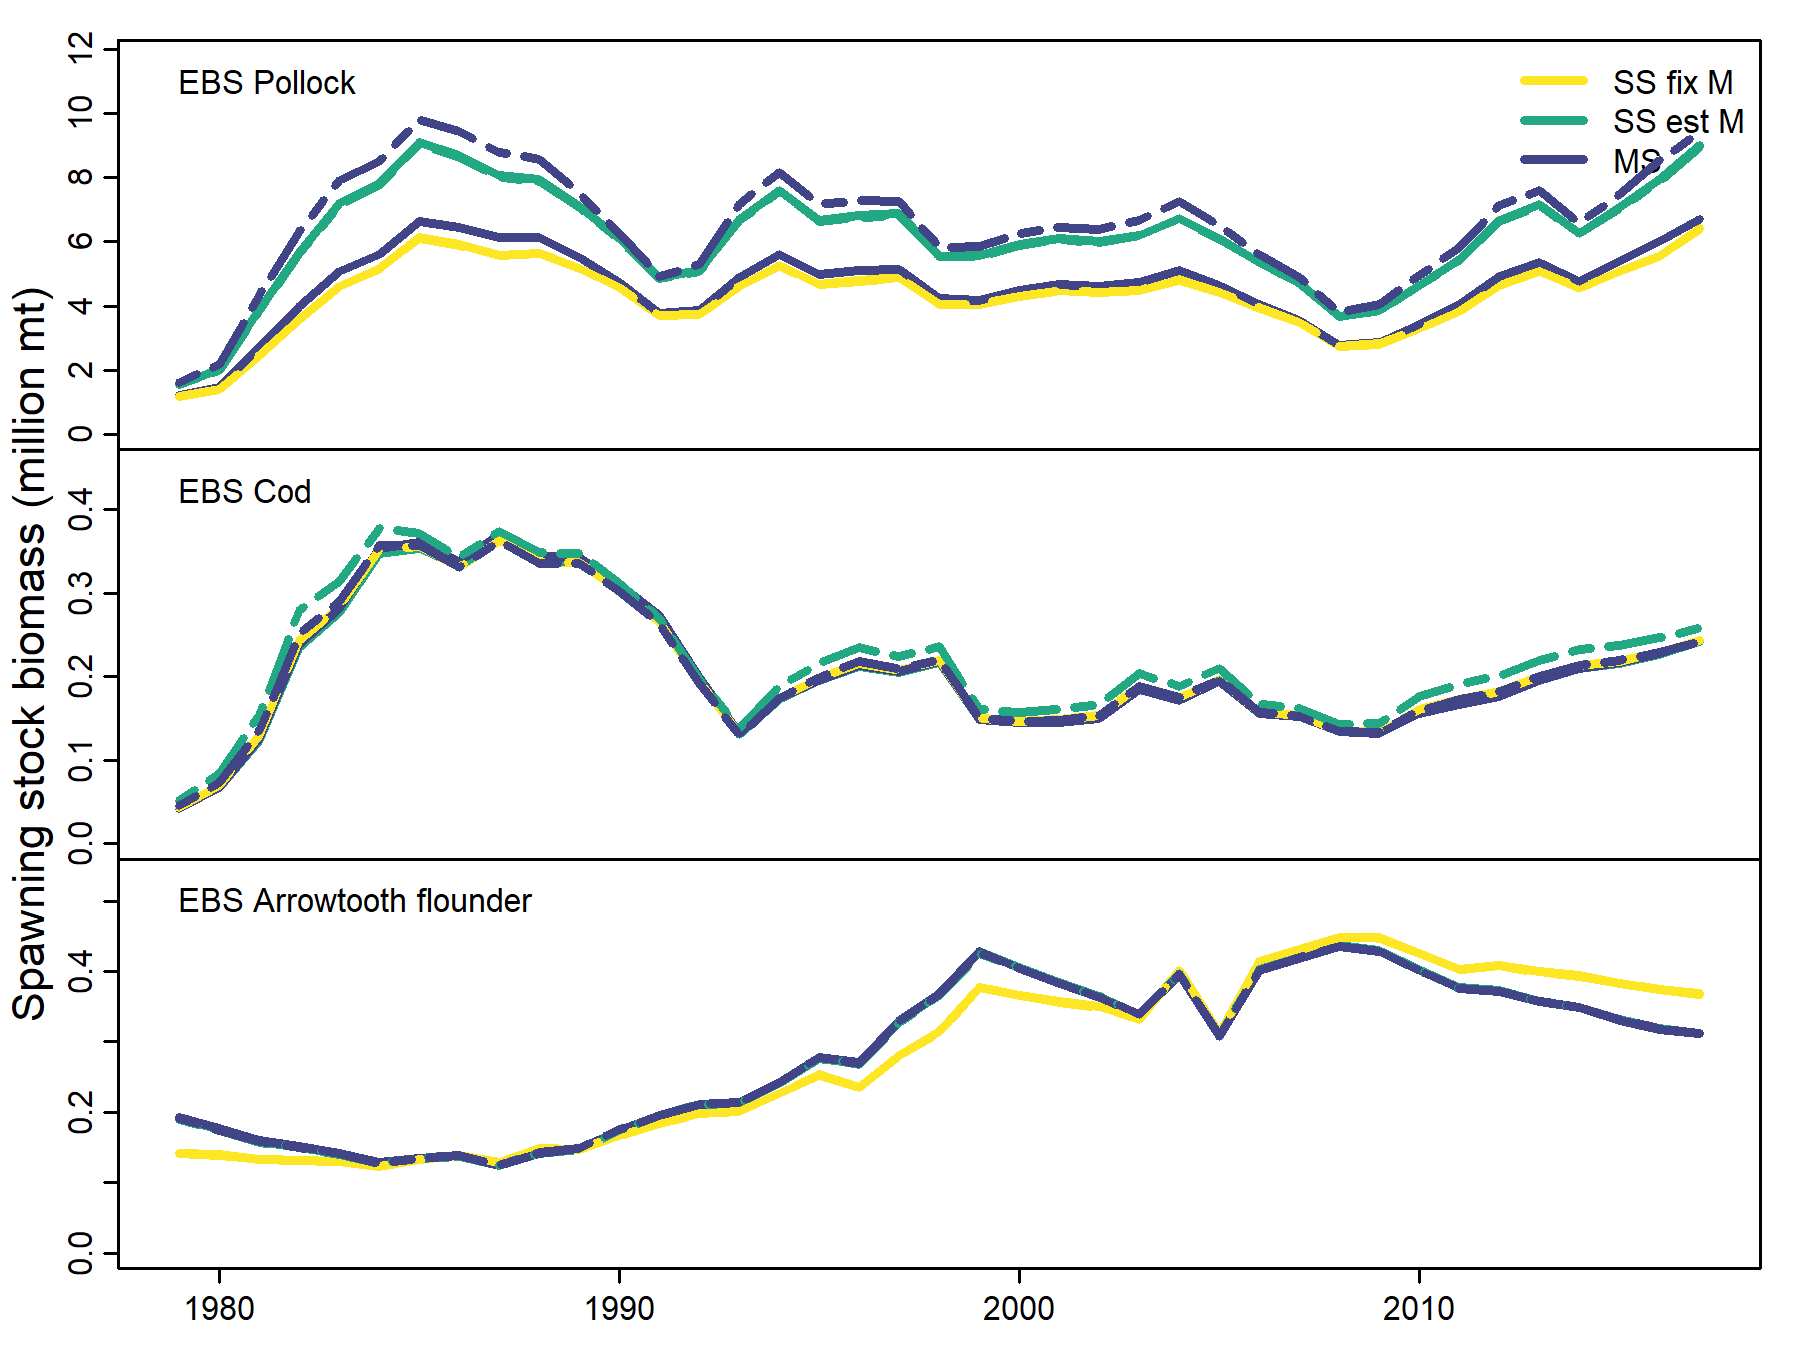 Spawning stock biomass (million mt)
EBS Pollock
SS fix M
SS est M
MS
12
10
8
6
4
2
0
EBS Cod
0.4
0.3
0.2
0.1
0.0
EBS Arrowtooth flounder
0.4
0.2
0.0
1980 1990 2000 2010